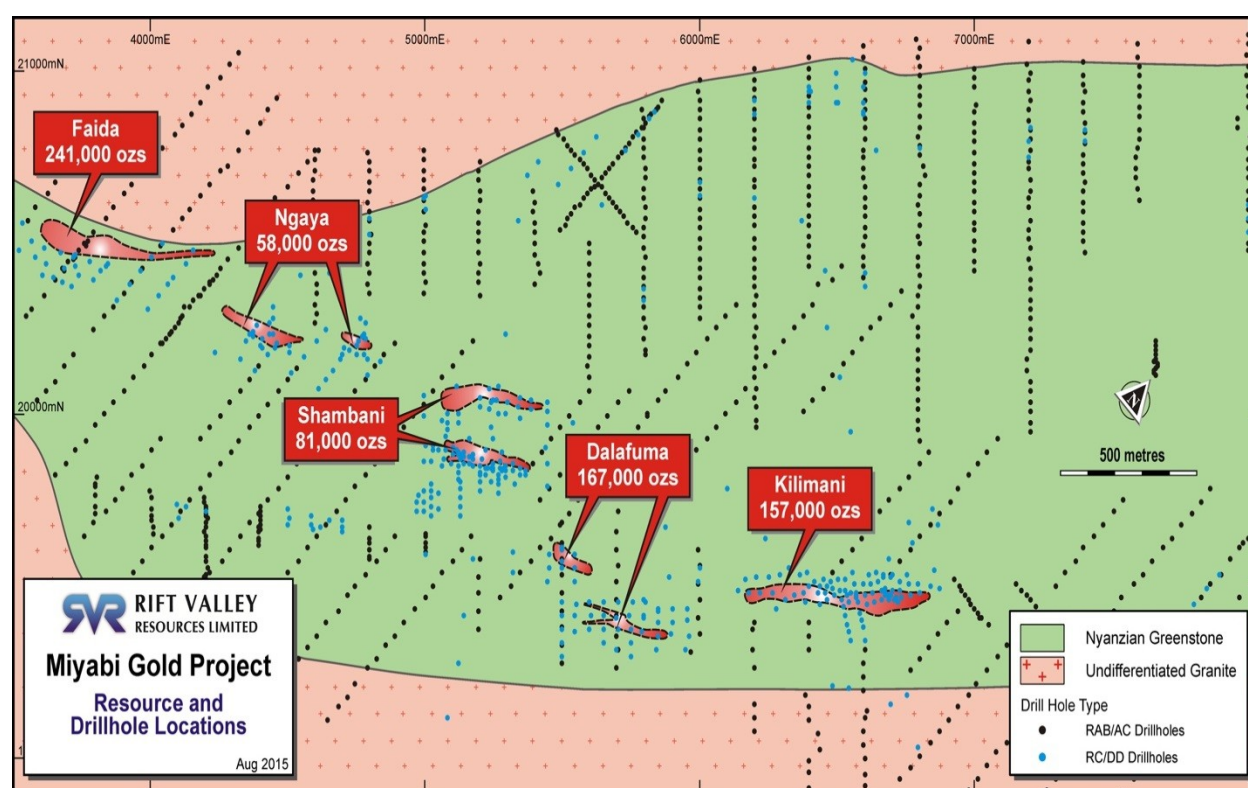 4000mE
5000mE
6000mE
7000mE
21000mN
Faida
241,000 ozs
Ngaya
58,000 ozs
20000mN
Shambani
81,000 ozs
Dalafuma
167,000 ozs
Kilimani
157,000 ozs
N
500 metres
SVR RIFT VALLEY
RESOURCES LIMITED
Miyabi Gold Project
Resource and
Drillhole Locations
Aug 2015
Nyanzian Greenstone
Undifferentiated Granite
Drill Hole Type
RAB/AC Drillholes
RC/DD Drillholes